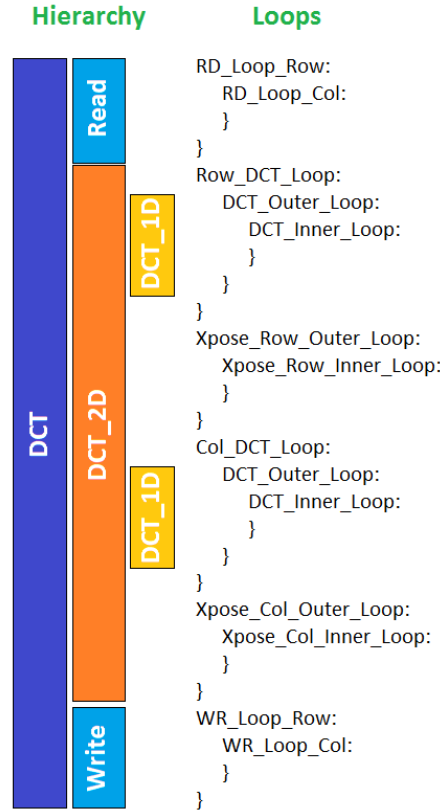 Hierarchy Loops
DCT
Read
DCT_2D
Write
DCT_1D
DCT_1D
RD_Loop_Row:
RD_Loop_Col:
}
}
Row_DCT_Loop:
DCT_Outer_Loop:
DCT_Inner_Loop:
}
}
}
Xpose_Row_Outer_Loop:
Xpose_Row_Inner_Loop:
}
}
Col_DCT_Loop:
DCT_Outer_Loop:
DCT_Inner_Loop:
}
}
}
Xpose_Col_Outer_Loop:
Xpose_Col_Inner_Loop:
}
}
WR_Loop_Row:
WR_Loop_Col:
}
}